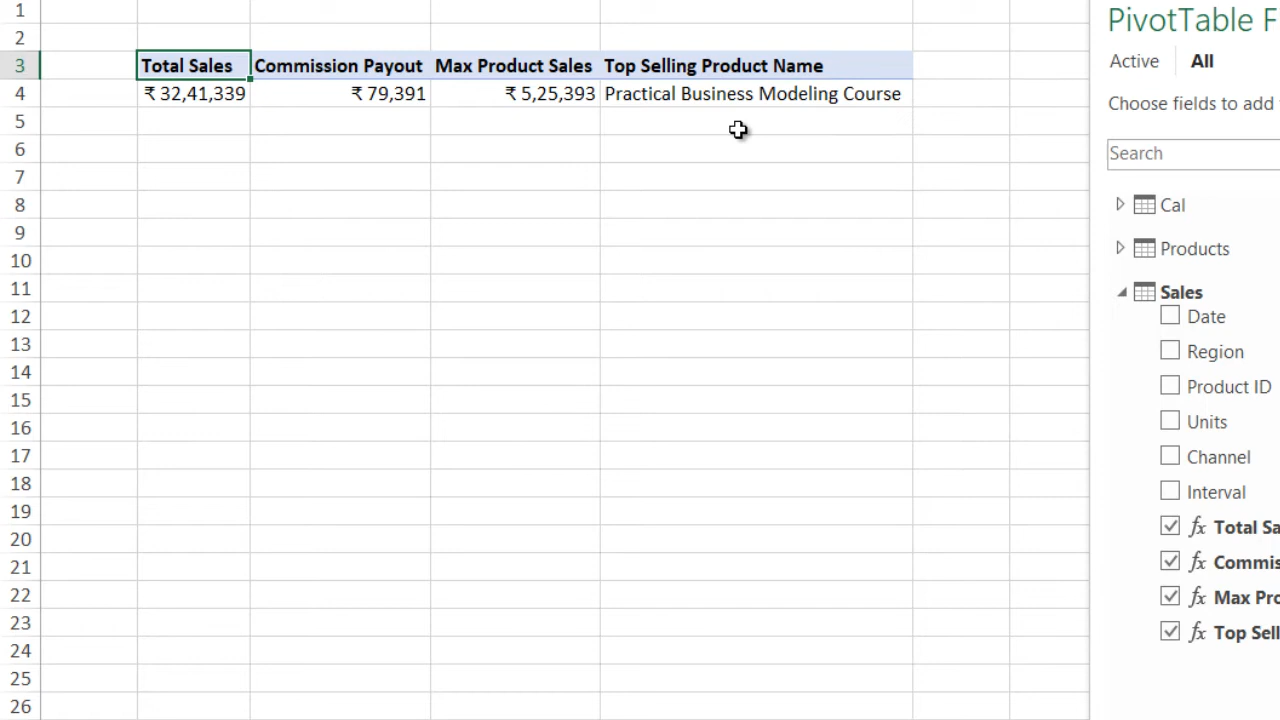 PivotTable F
Active All
Choose fields to add
Search
Cal
Products
Sales
Date
Region
Product ID
Units
Channel
Interval
fx Total Sa
fx Commis
fx Max Pro
fx Top Sell
1
2
3 Total Sales Commission Payout Max Product Sales Top Selling Product Name
4 ₹ 32,41,339 ₹ 79,391 ₹ 5,25,393 Practical Business Modeling Course
5
6
7
8
9
10
11
12
13
14
15
16
17
18
19
20
21
22
23
24
25
26